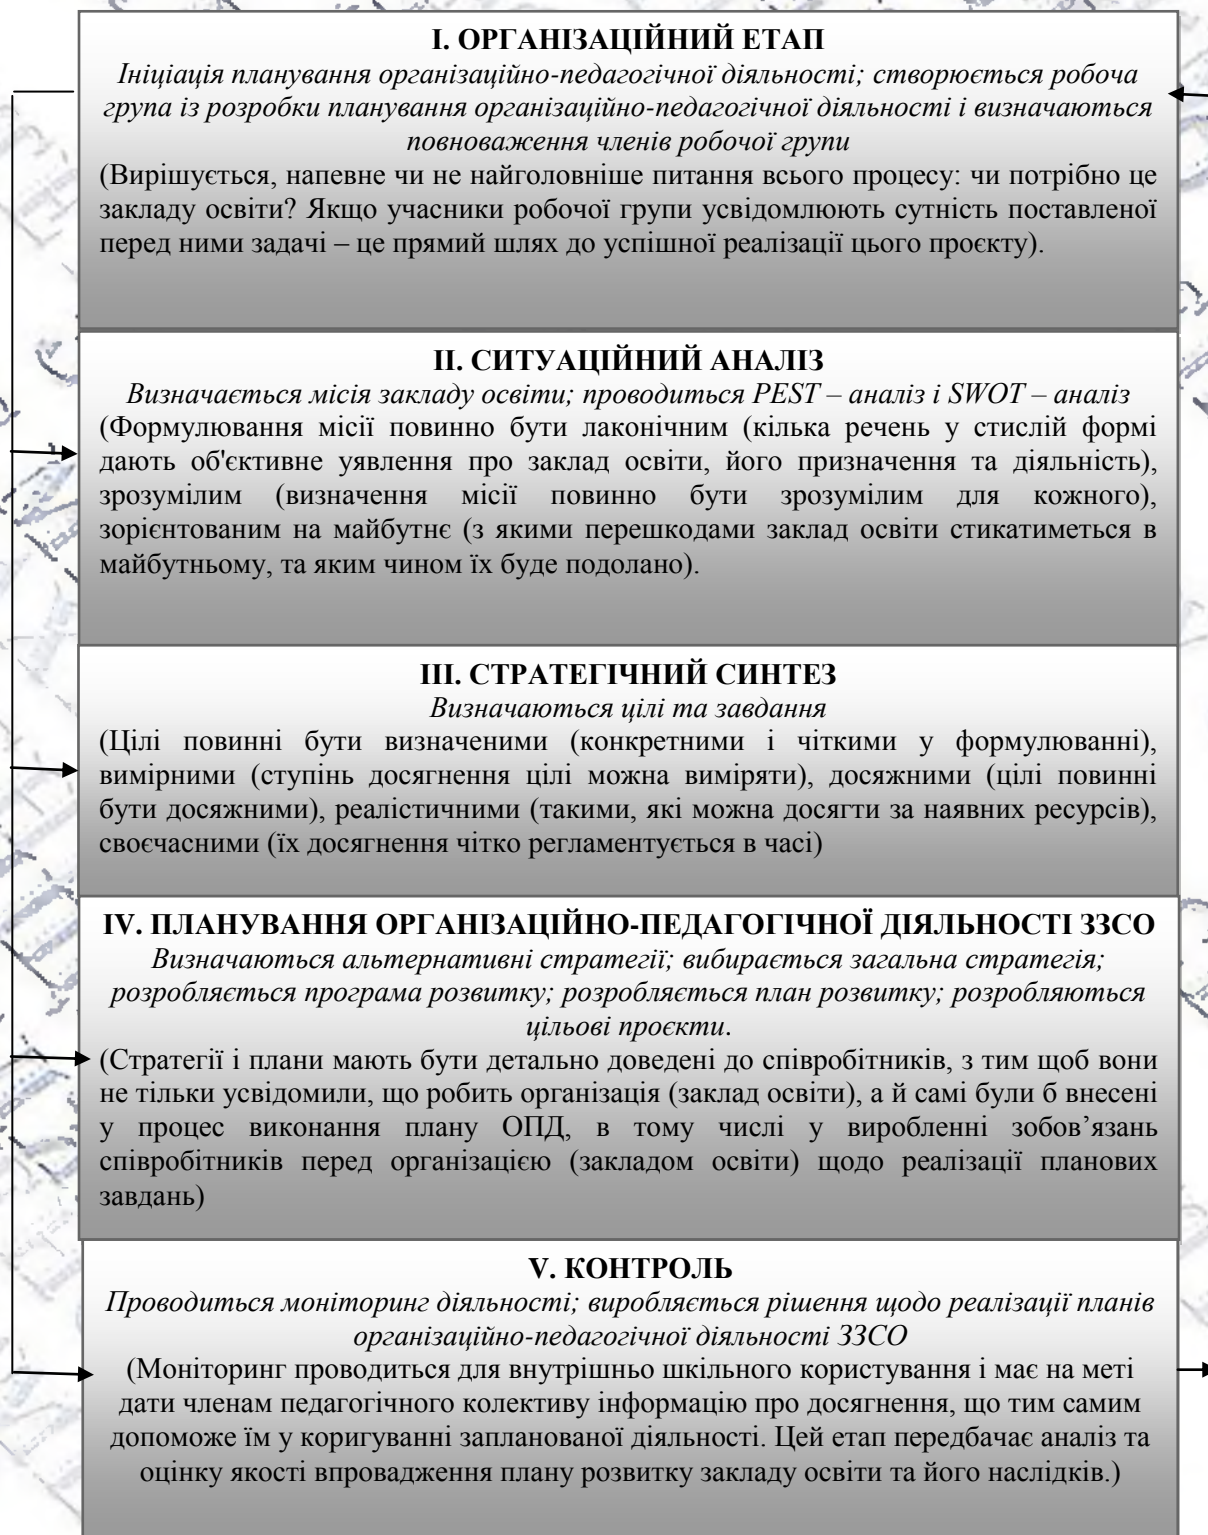 І. ОРГАНІЗАЦІЙНИЙ ЕТАП
Ініціація планування організаційно-педагогічної діяльності; створюється робоча
група із розробки планування організаційно-педагогічної діяльності і визначаються
повноваження членів робочої групи
(Вирішується, напевне чи не найголовніше питання всього процесу: чи потрібно це
закладу освіти? Якщо учасники робочої групи усвідомлюють сутність поставленої
перед ними задачі – це прямий шлях до успішної реалізації цього проєкту).
ІІ. СИТУАЦІЙНИЙ АНАЛІЗ
Визначається місія закладу освіти; проводиться PEST – аналіз і SWOT – аналіз
(Формулювання місії повинно бути лаконічним (кілька речень у стислій формі
дають об'єктивне уявлення про заклад освіти, його призначення та діяльність),
зрозумілим (визначення місії повинно бути зрозумілим для кожного),
зорієнтованим на майбутнє (з якими перешкодами заклад освіти стикатиметься в
майбутньому, та яким чином їх буде подолано).
ІІІ. СТРАТЕГІЧНИЙ СИНТЕЗ
Визначаються цілі та завдання
(Цілі повинні бути визначеними (конкретними і чіткими у формулюванні),
вимірними (ступінь досягнення цілі можна виміряти), досяжними (цілі повинні
бути досяжними), реалістичними (такими, які можна досягти за наявних ресурсів),
своєчасними (їх досягнення чітко регламентується в часі)
IV. ПЛАНУВАННЯ ОРГАНІЗАЦІЙНО-ПЕДАГОГІЧНОЇ ДІЯЛЬНОСТІ ЗЗСО
Визначаються альтернативні стратегії; вибирається загальна стратегія;
розробляється програма розвитку; розробляється план розвитку; розробляються
цільові проєкти.
(Стратегії і плани мають бути детально доведені до співробітників, з тим щоб вони
не тільки усвідомили, що робить організація (заклад освіти), а й самі були б внесені
у процес виконання плану ОПД, в тому числі у виробленні зобов’язань
співробітників перед організацією (закладом освіти) щодо реалізації планових
завдань)
V. КОНТРОЛЬ
Проводиться моніторинг діяльності; виробляється рішення щодо реалізації планів
організаційно-педагогічної діяльності ЗЗСО
(Моніторинг проводиться для внутрішньо шкільного користування і має на меті
дати членам педагогічного колективу інформацію про досягнення, що тим самим
допоможе їм у коригуванні запланованої діяльності. Цей етап передбачає аналіз та
оцінку якості впровадження плану розвитку закладу освіти та його наслідків.)